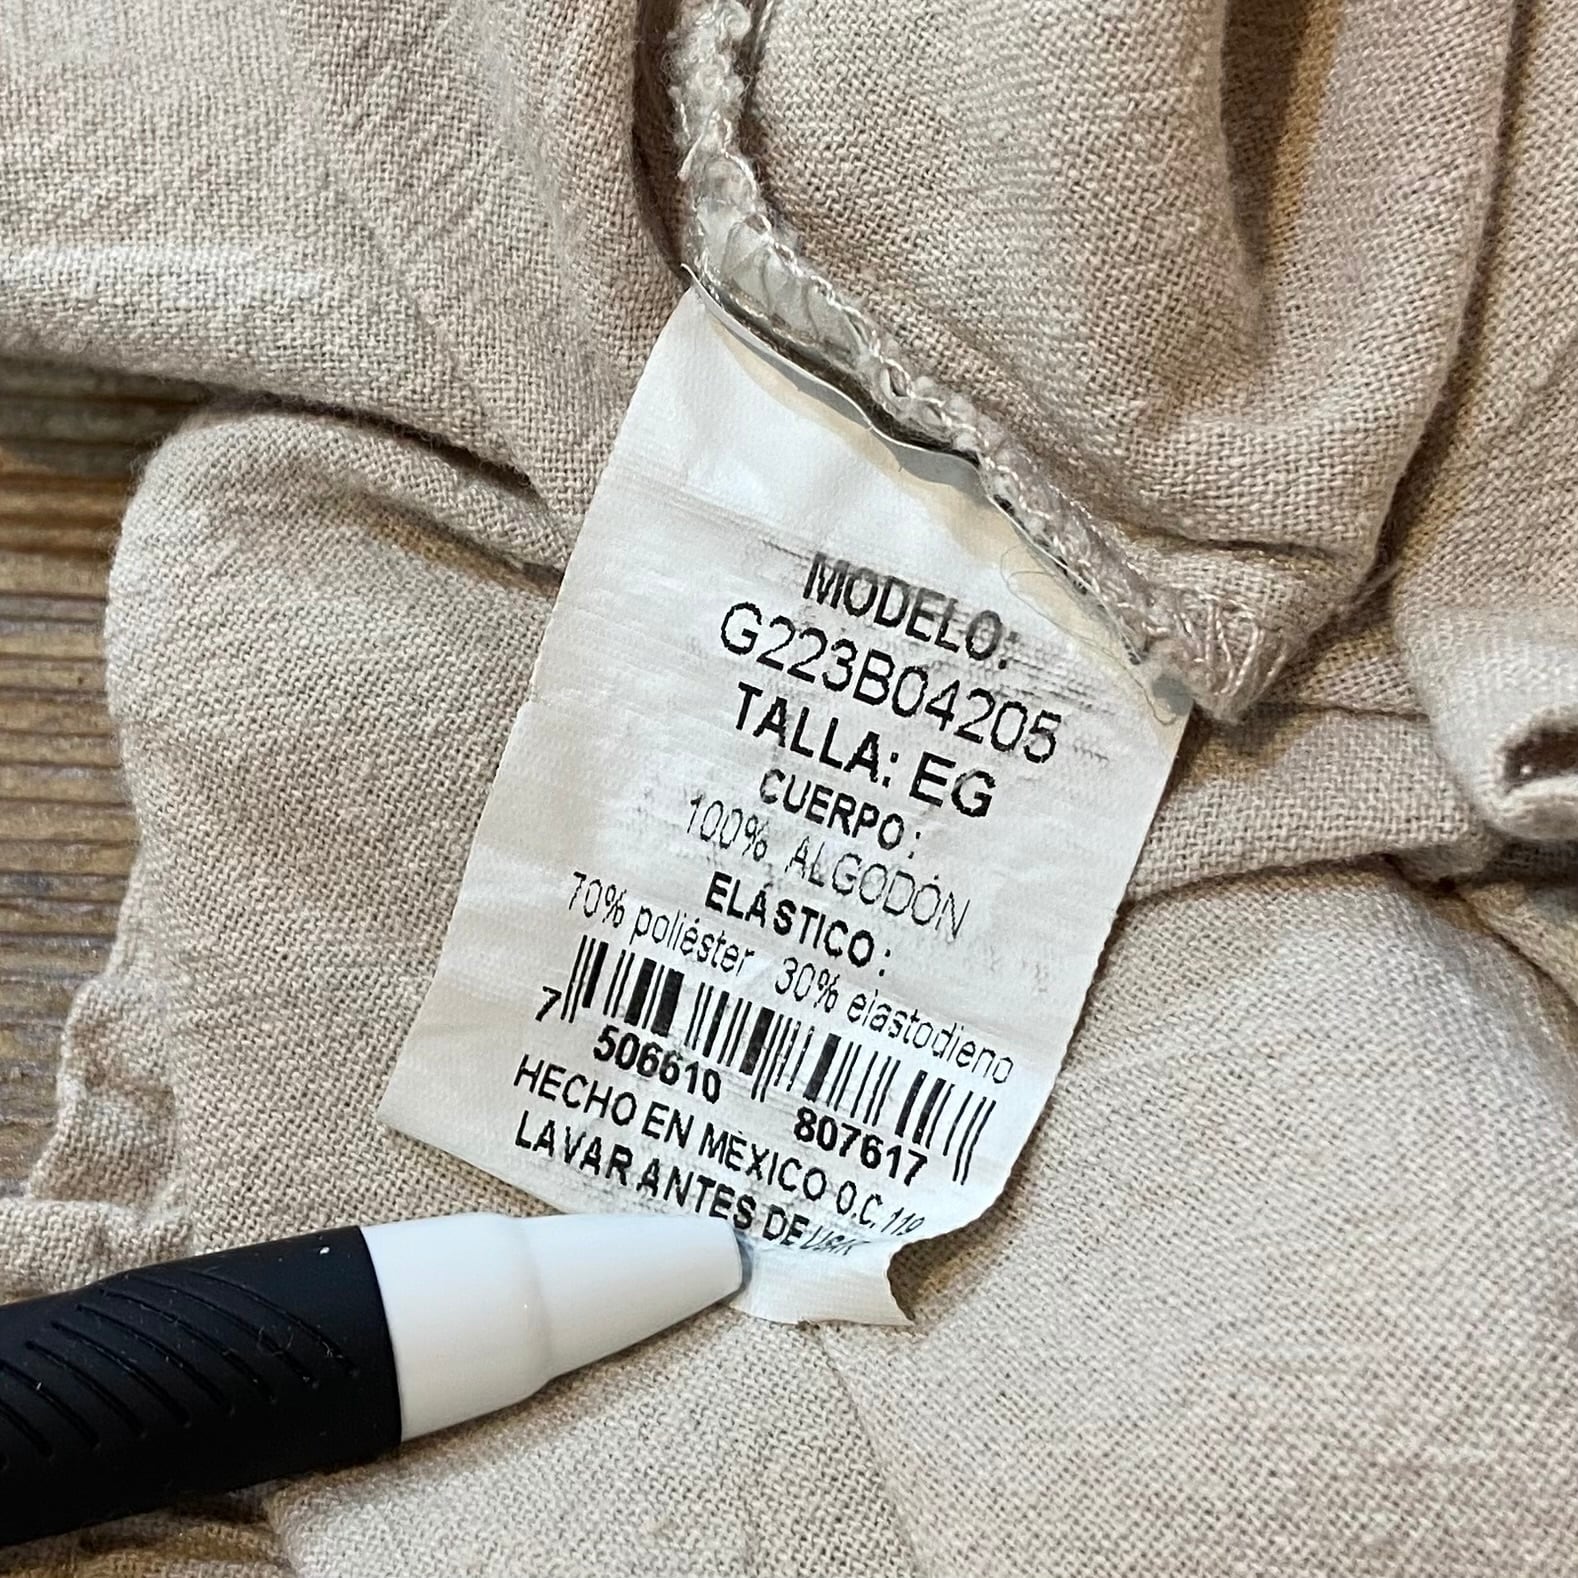 MODELO:
G223B04205
TALLA: EG
CUERPO:
100% ALGODÓN
ELÁSTICO:
70% poliéster 30% elastodieno
7 506610 807617
HECHO EN MÉXICO O.C. 119
LAVAR ANTES DE USAR